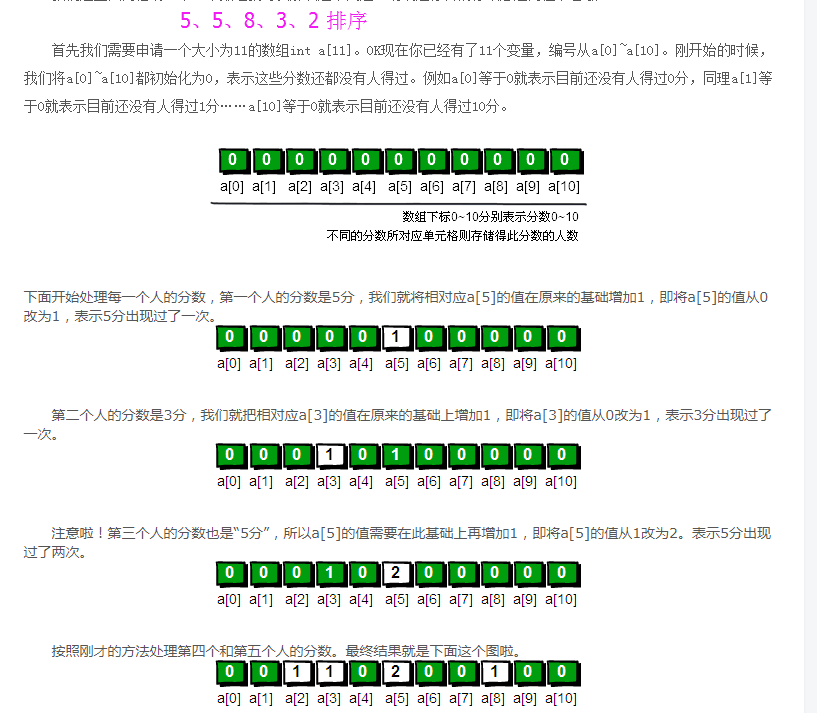 5、5、8、3、2 排序
首先我们需要申请一个大小为11的数组int a[11]。OK现在你已经有了11个变量，编号从a[0]~a[10]。刚开始的时候，
我们将a[0]~a[10]都初始化为0，表示这些分数还都没有人得过。例如a[0]等于0就表示目前还没有人得过0分，同理a[1]等
于0就表示目前还没有人得过1分……a[10]等于0就表示目前还没有人得过10分。
0 0 0 0 0 0 0 0 0 0 0
a[0] a[1] a[2] a[3] a[4] a[5] a[6] a[7] a[8] a[9] a[10]
数组下标0~10分别表示分数0~10
不同的分数所对应单元格则存储得此分数的人数
下面开始处理每一个人的分数，第一个人的分数是5分，我们就将相对应a[5]的值在原来的基础增加1，即将a[5]的值从0
改为1，表示5分出现过了一次。
0 0 0 0 0 1 0 0 0 0 0
a[0] a[1] a[2] a[3] a[4] a[5] a[6] a[7] a[8] a[9] a[10]
第二个人的分数是3分，我们就把相对应a[3]的值在原来的基础上增加1，即将a[3]的值从0改为1，表示3分出现过了
一次。
0 0 0 1 0 1 0 0 0 0 0
a[0] a[1] a[2] a[3] a[4] a[5] a[6] a[7] a[8] a[9] a[10]
注意啦！第三个人的分数也是“5分”，所以a[5]的值需要在此基础上再增加1，即将a[5]的值从1改为2。表示5分出现
过了两次。
0 0 0 1 0 2 0 0 0 0 0
a[0] a[1] a[2] a[3] a[4] a[5] a[6] a[7] a[8] a[9] a[10]
按照刚才的方法处理第四个和第五个人的分数。最终结果就是下面这个图啦。
0 0 1 1 0 2 0 0 1 0 0
a[0] a[1] a[2] a[3] a[4] a[5] a[6] a[7] a[8] a[9] a[10]